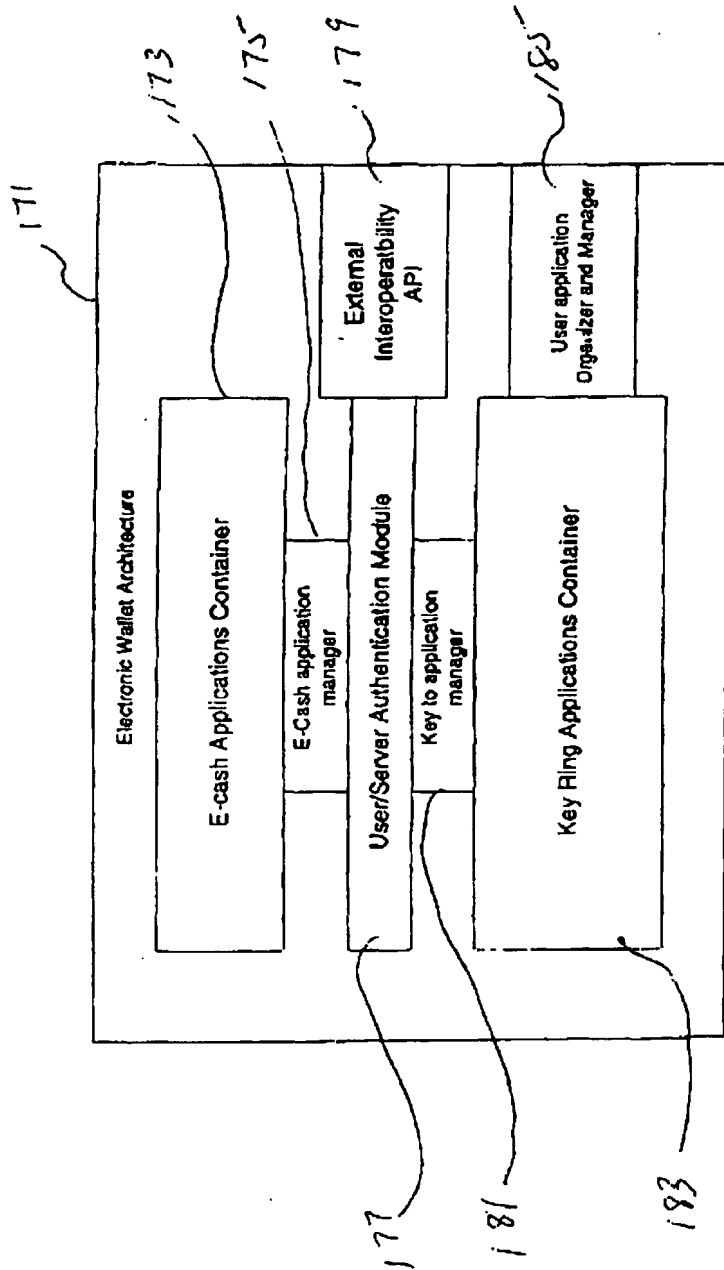 171
173
175
179
185
Electronic Wallet Architecture
E-cash Applications Container
E-Cash application
manager
User/Server Authentication Module
External
Interoperatbility
API
Key to application
manager
Key Ring Applications Container
User application
Organizer and Manager
177
181
183